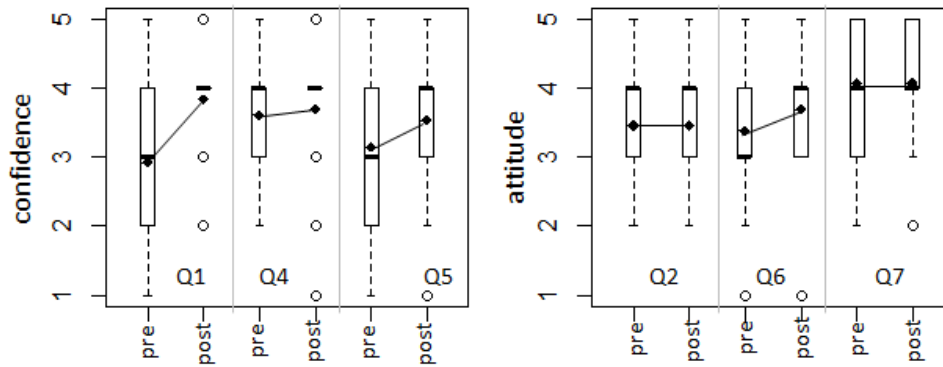 confidence
5
4
3
2
1
Q1
Q4
Q5
pre
post
pre
post
pre
post
attitude
5
4
3
2
1
Q2
Q6
Q7
pre
post
pre
post
pre
post